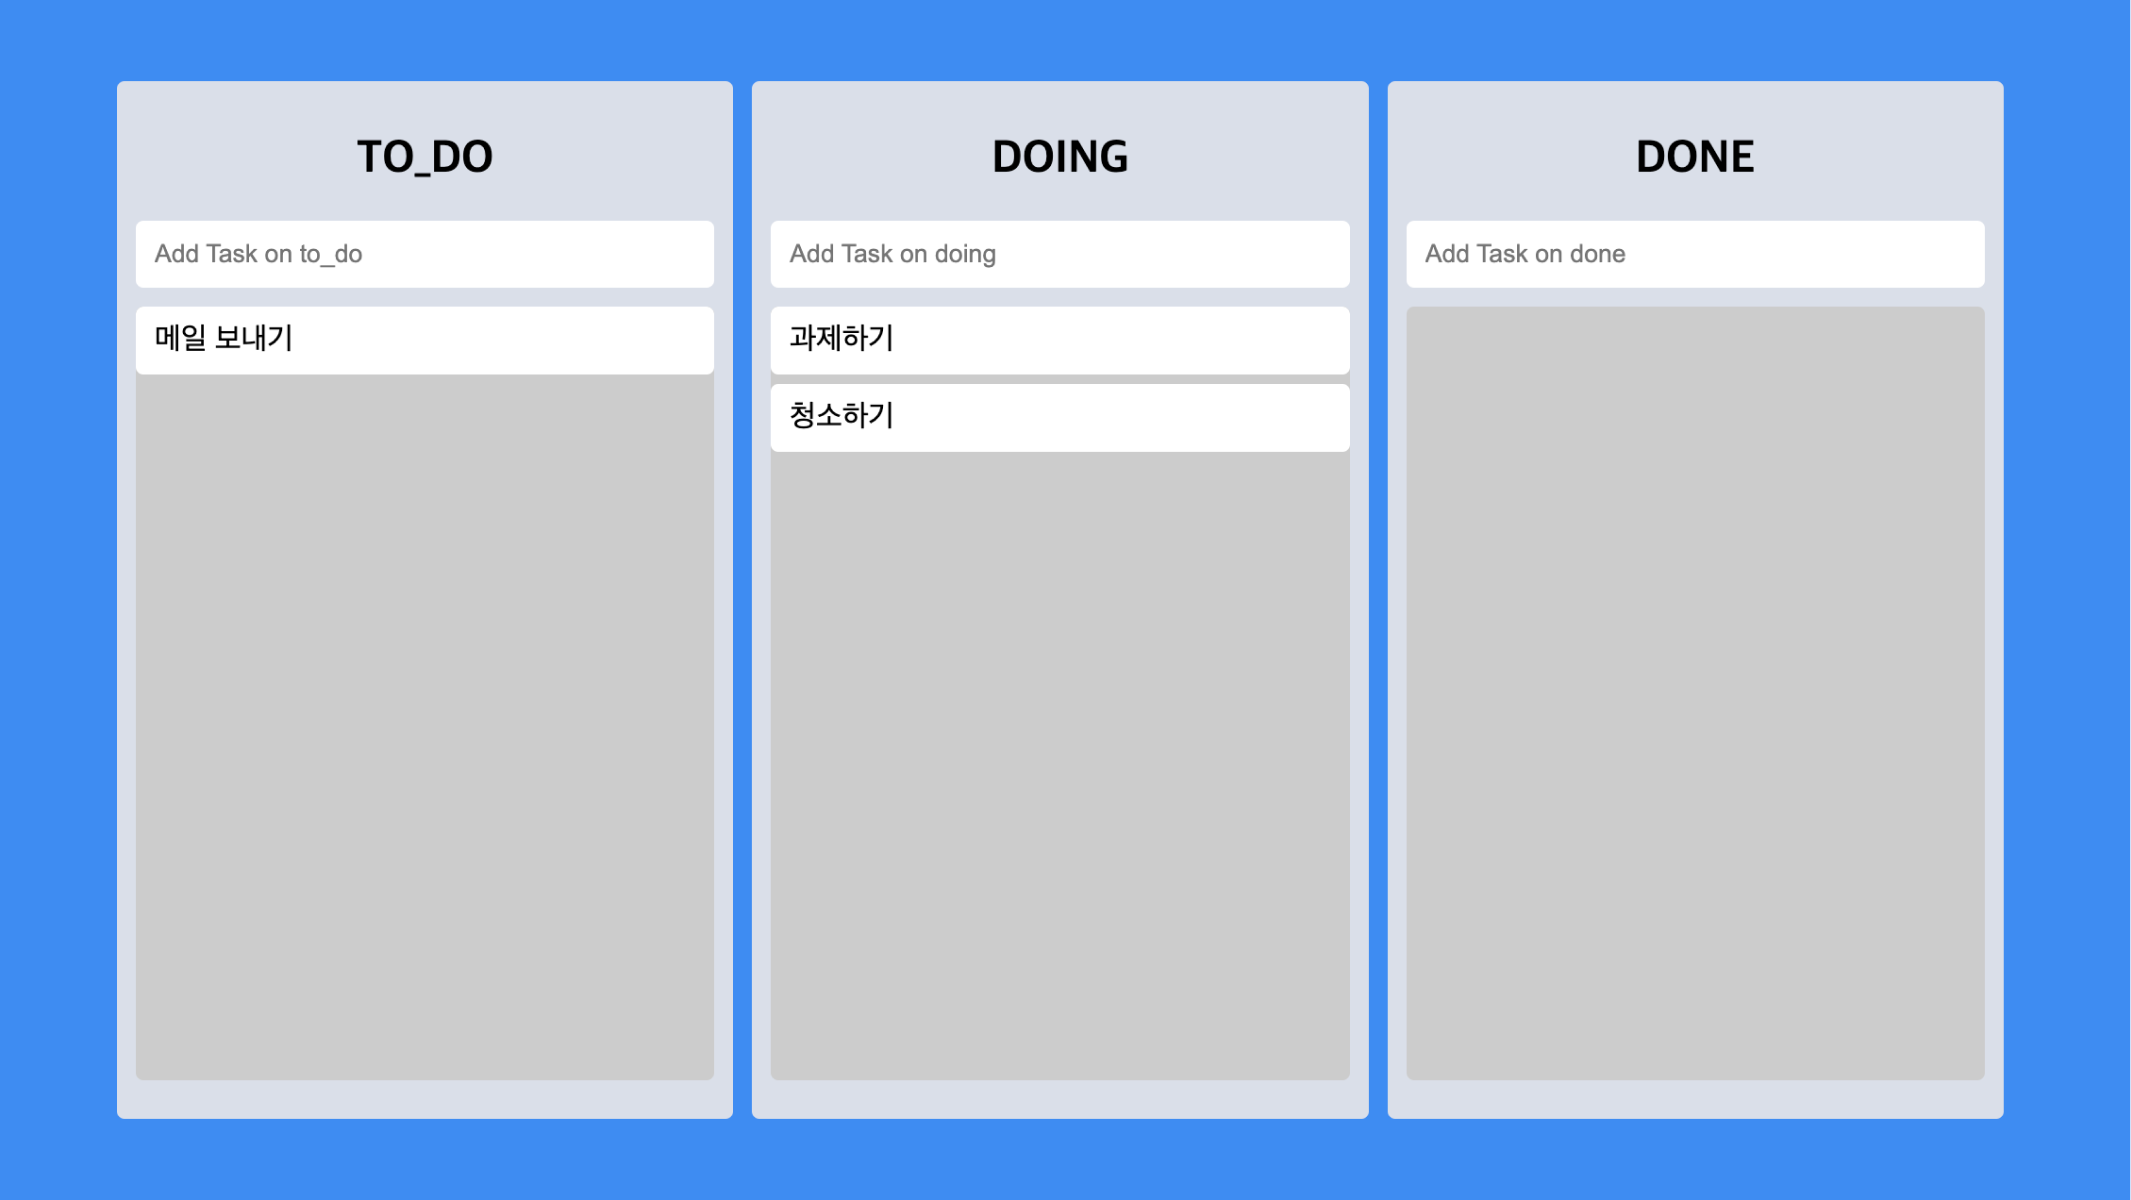 TO_DO
Add Task on to_do
메일 보내기
DOING
Add Task on doing
과제하기
청소하기
DONE
Add Task on done